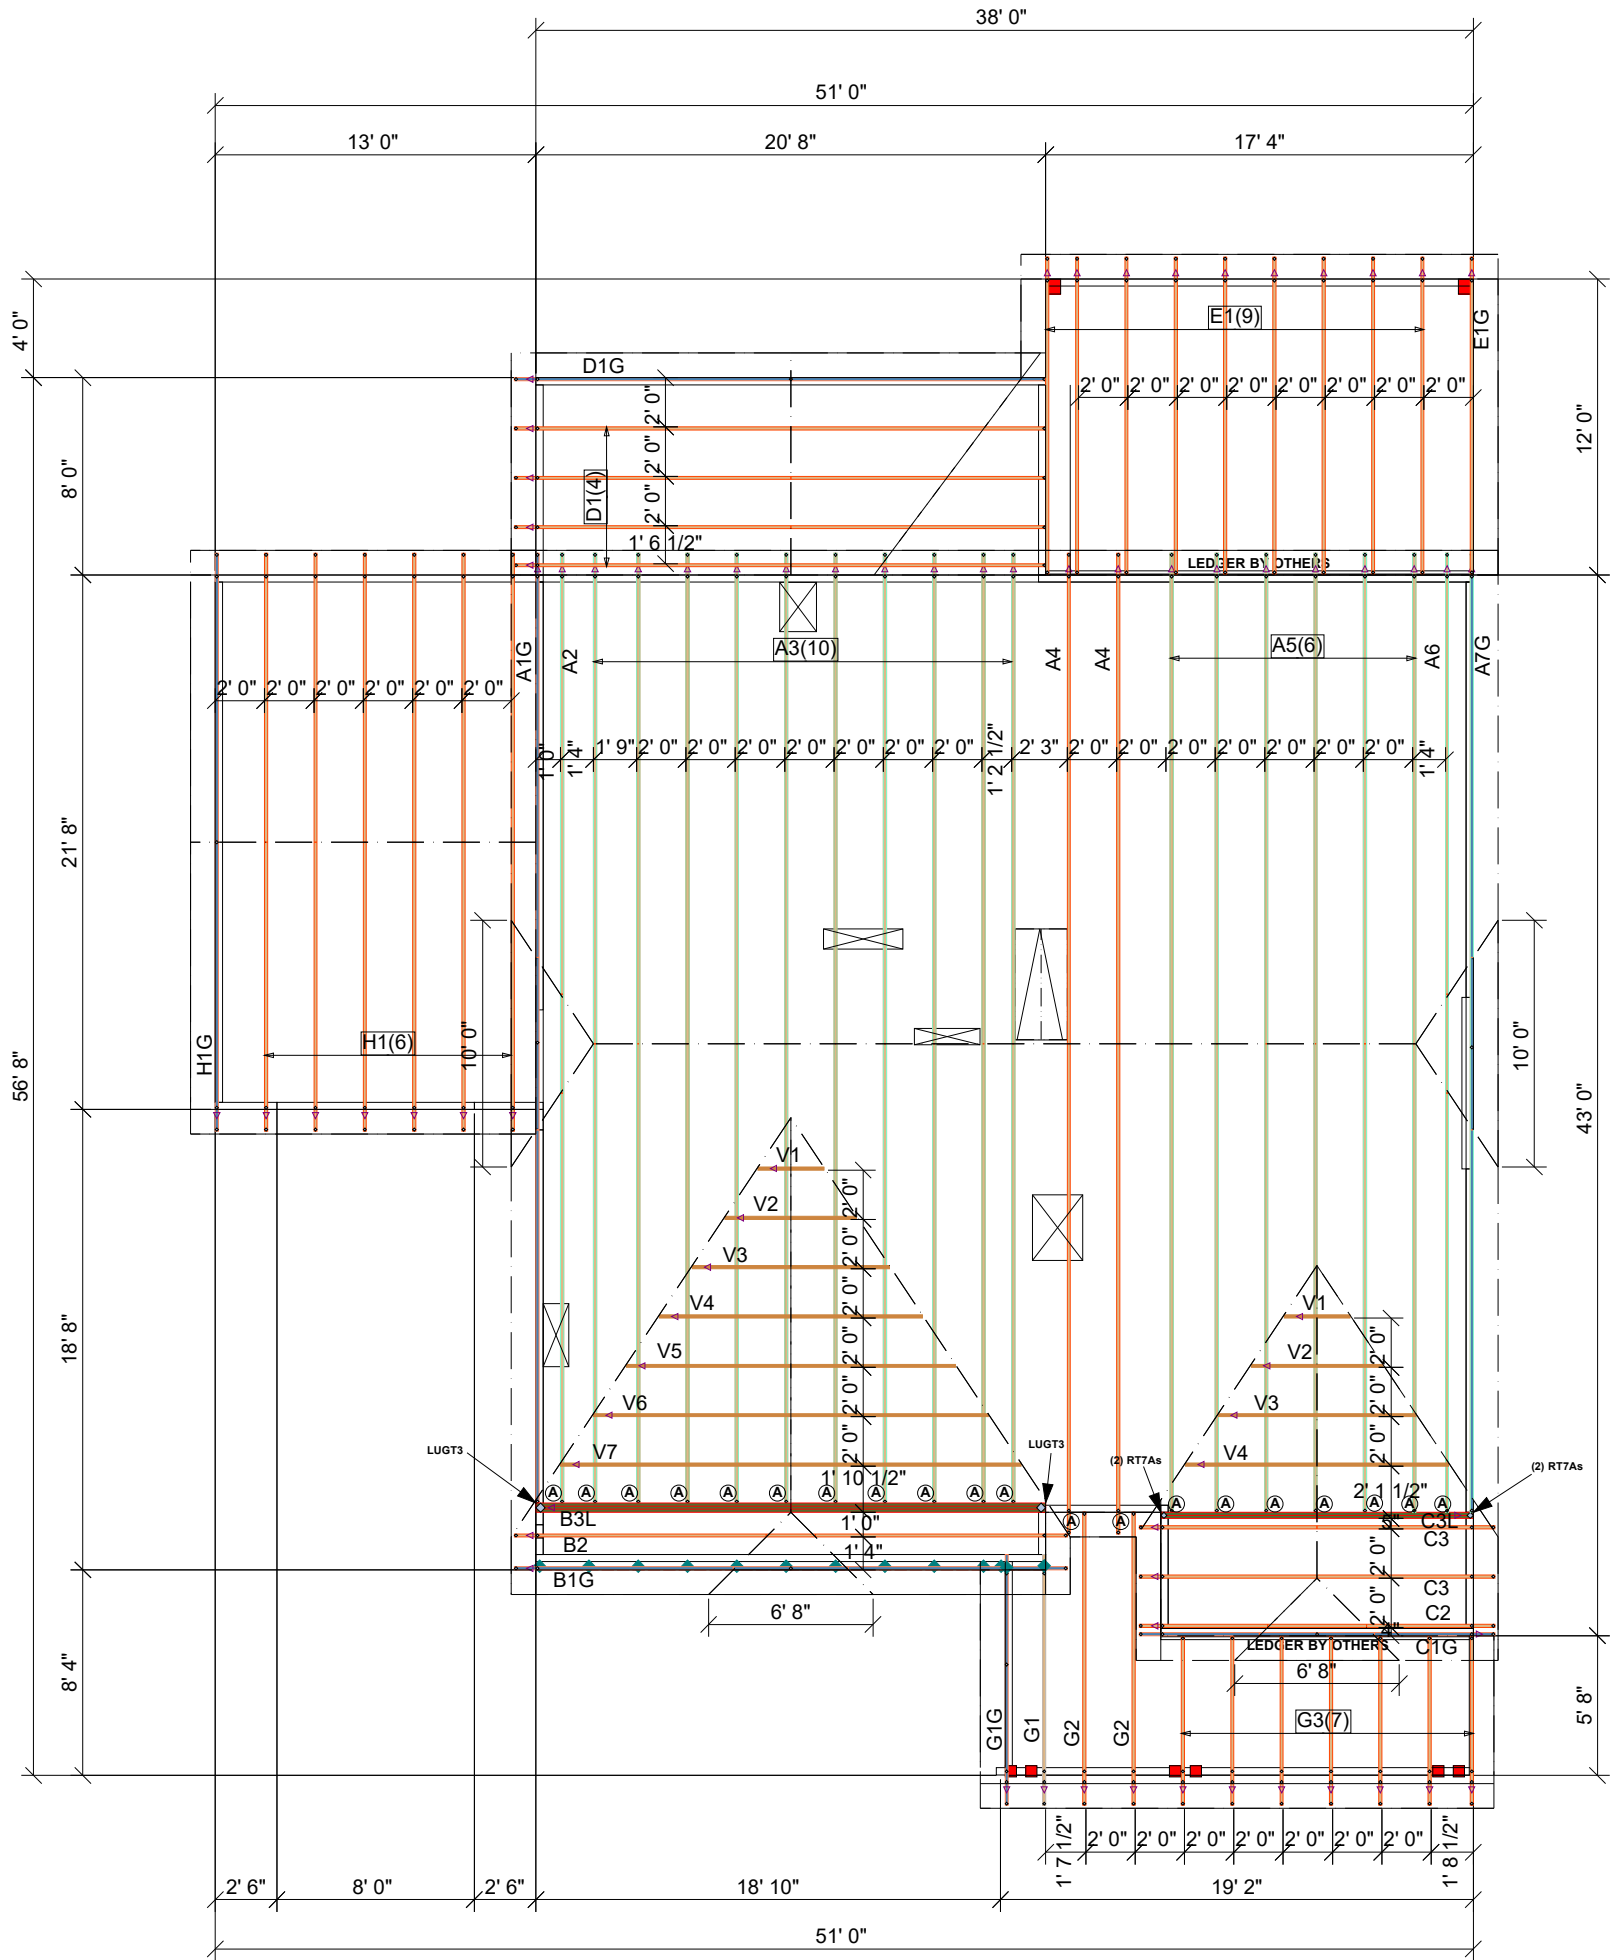 38' 0"
51' 0"
13' 0"
20' 8"
17' 4"
4' 0"
E1(9)
E1G
D1G
2' 0"
2' 0" 2' 0" 2' 0" 2' 0" 2' 0" 2' 0" 2' 0" 2' 0"
12' 0"
8' 0"
2' 0"
D1(4)
2' 0"
1' 6 1/2"
LEDGER BY OTHERS
A3(10)
A5(6)
A1G
A2
A4
A4
A6
A7G
2' 0" 2' 0" 2' 0" 2' 0" 2' 0" 2' 0"
1' 0"
1' 4"
1' 9" 2' 0" 2' 0" 2' 0" 2' 0" 2' 0" 2' 0" 2' 0"
1' 2 1/2"
2' 3" 2' 0" 2' 0" 2' 0" 2' 0" 2' 0" 2' 0"
1' 4"
21' 8"
56' 8"
H1G
H1(6)
10' 0"
10' 0"
43' 0"
V1
2' 0"
V2
2' 0"
V3
2' 0"
V4
2' 0"
V5
2' 0"
V6
2' 0"
V7
V1
2' 0"
V2
2' 0"
V3
2' 0"
V4
18' 8"
LUGT3
LUGT3
(2) RT7As
(2) RT7As
1' 10 1/2"
2' 1 1/2"
A A A A A A A A A A
A A
A A A A A A A
B3L
1' 0"
B2
1' 4"
B1G
C3L
C3
2' 0"
C3
2' 0"
C2
C1G
LEDGER BY OTHERS
6' 8"
6' 8"
8' 4"
5' 8"
G1G
G1
G2
G2
G3(7)
1' 7 1/2"
2' 0" 2' 0" 2' 0" 2' 0" 2' 0" 2' 0" 2' 0"
1' 8 1/2"
2' 6"
8' 0"
2' 6"
18' 10"
19' 2"
51' 0"